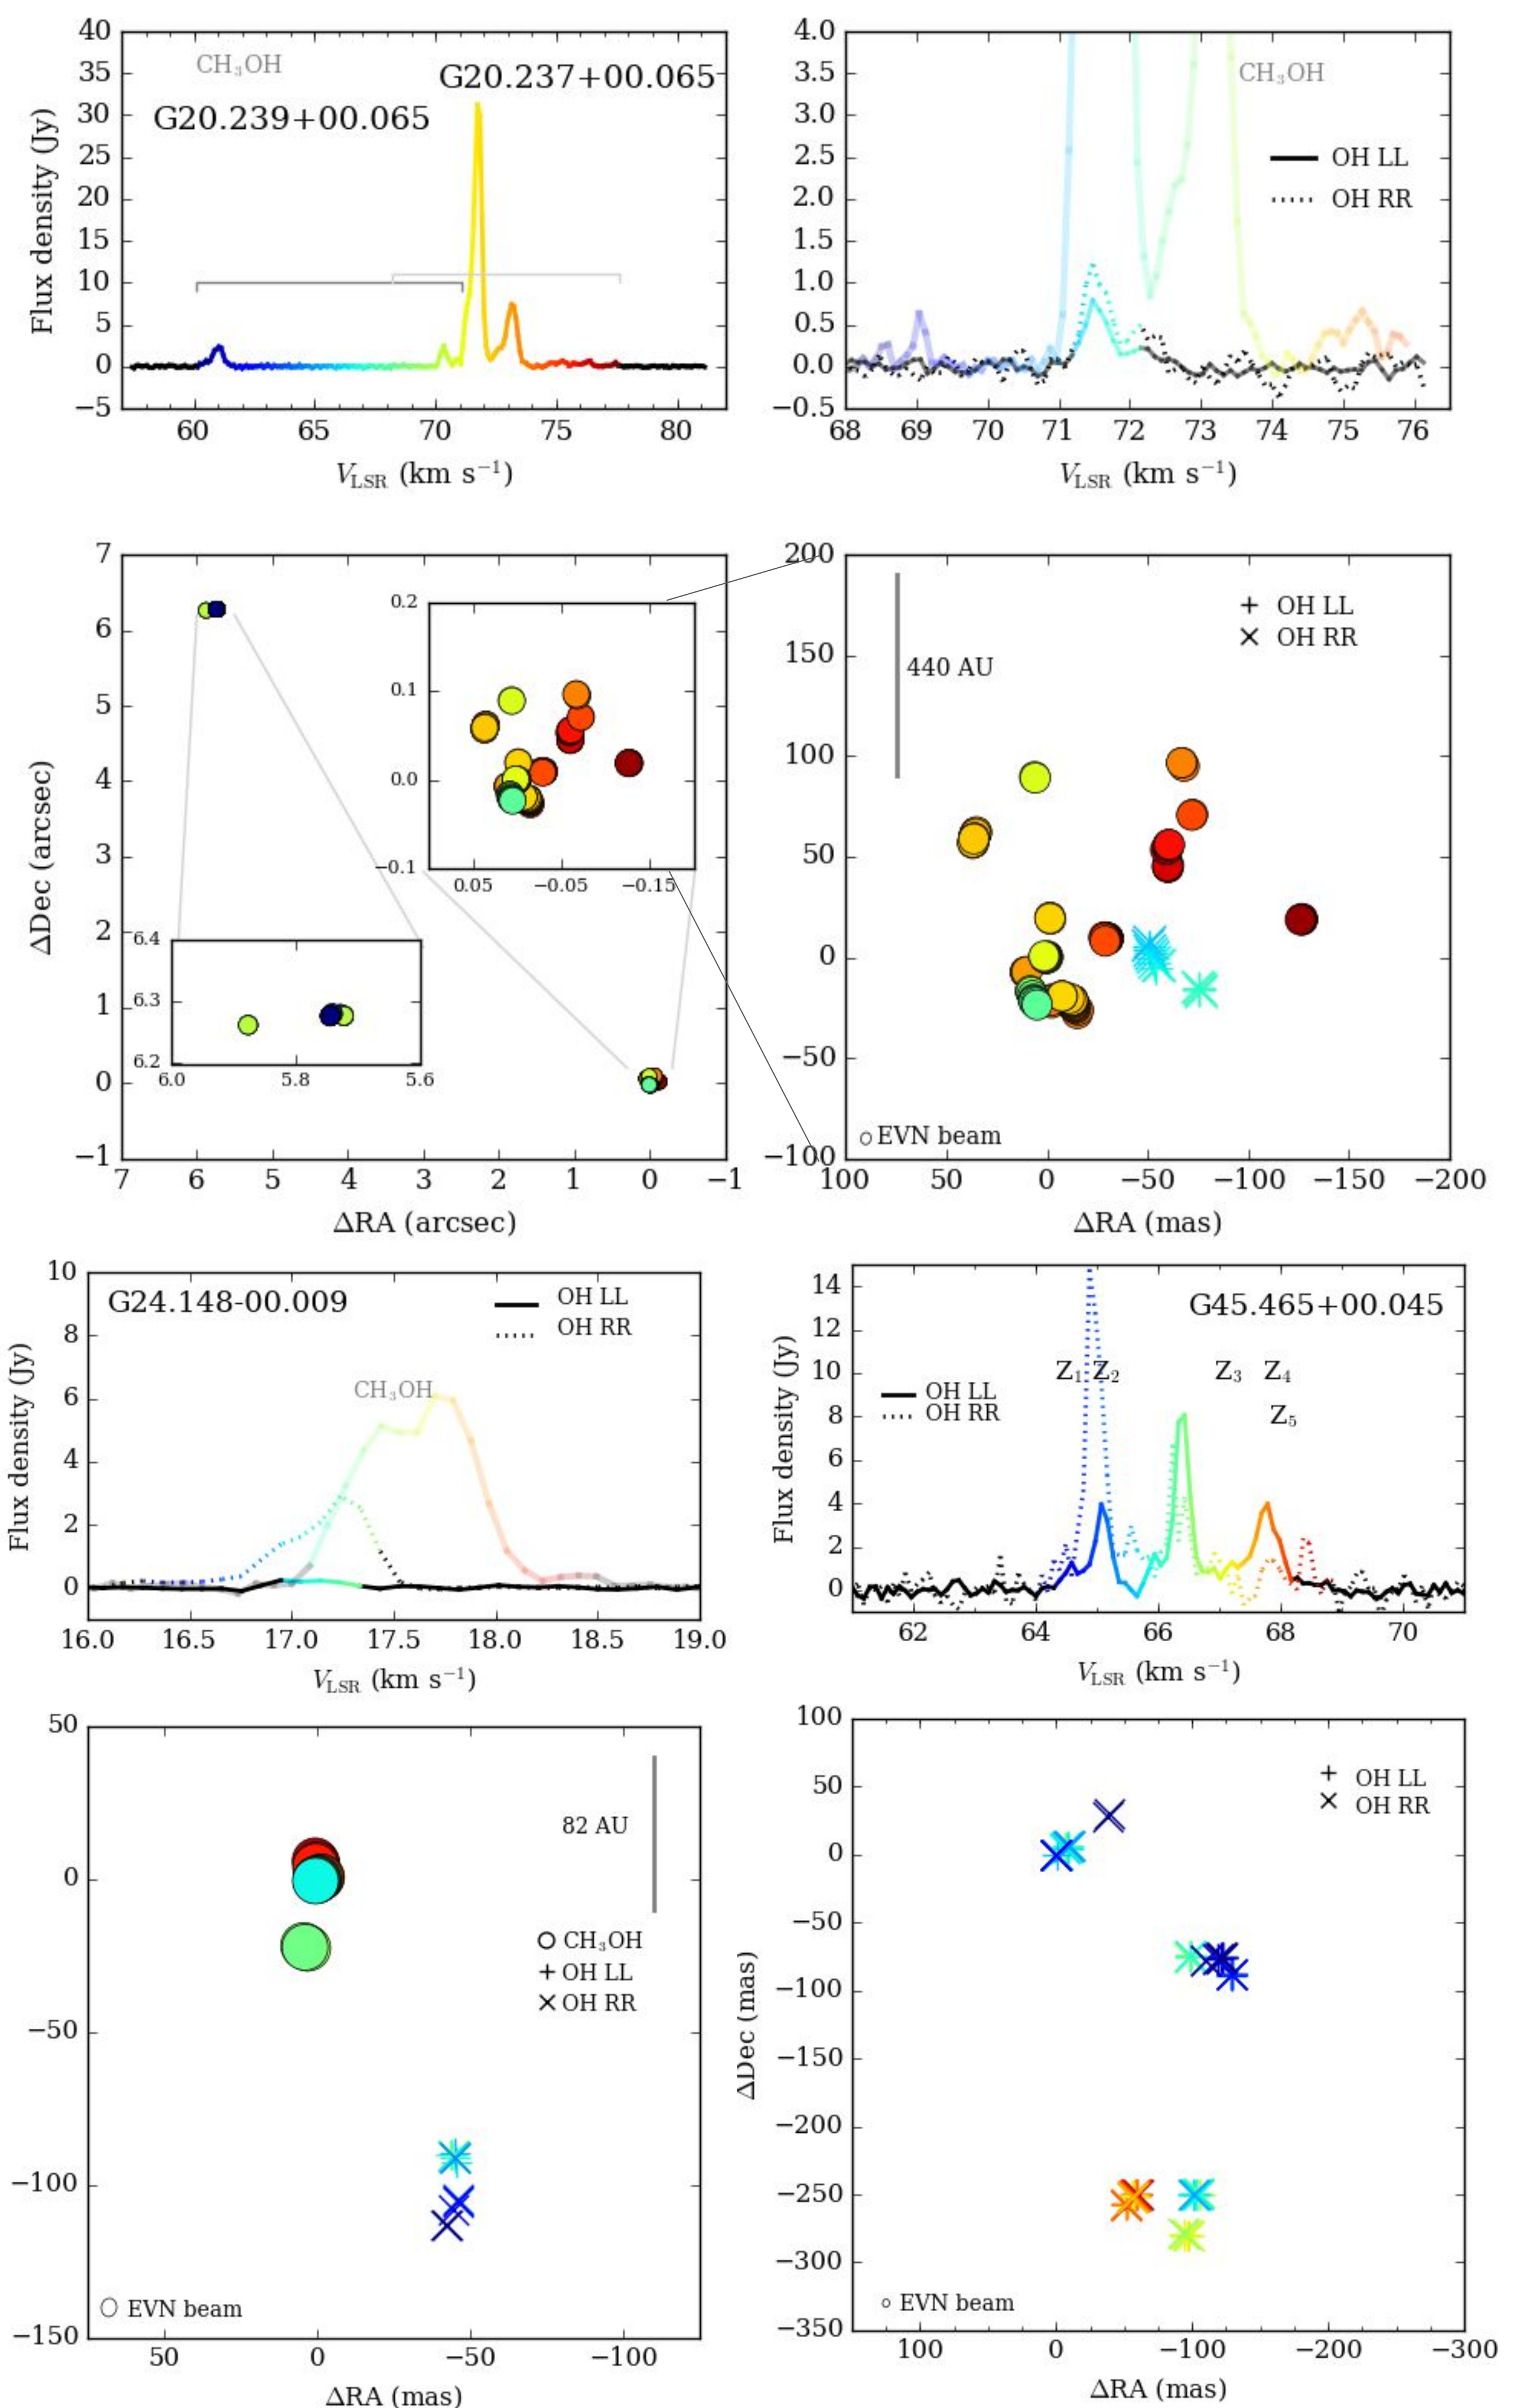 40
35
30
25
20
15
10
5
0
−5
Flux density (Jy)
CH₃OH
G20.237+00.065
G20.239+00.065
60 65 70 75 80
V_LSR (km s⁻¹)
4.0
3.5
3.0
2.5
2.0
1.5
1.0
0.5
0.0
−0.5
CH₃OH
OH LL
OH RR
68 69 70 71 72 73 74 75 76
V_LSR (km s⁻¹)
7
6
5
4
3
2
1
0
−1
ΔDec (arcsec)
0.2
0.1
0.0
−0.1
0.05 −0.05 −0.15
6.4
6.3
6.2
6.0 5.8 5.6
7 6 5 4 3 2 1 0 −1
ΔRA (arcsec)
200
150
100
50
0
−50
−100
440 AU
OH LL
OH RR
EVN beam
100 50 0 −50 −100 −150 −200
ΔRA (mas)
10
8
6
4
2
0
Flux density (Jy)
G24.148-00.009
OH LL
OH RR
CH₃OH
16.0 16.5 17.0 17.5 18.0 18.5 19.0
V_LSR (km s⁻¹)
14
12
10
8
6
4
2
0
Flux density (Jy)
G45.465+00.045
Z₁ Z₂ Z₃ Z₄
OH LL
OH RR
Z₅
62 64 66 68 70
V_LSR (km s⁻¹)
50
0
−50
−100
−150
82 AU
CH₃OH
OH LL
OH RR
EVN beam
50 0 −50 −100
ΔRA (mas)
100
50
0
−50
−100
−150
−200
−250
−300
−350
ΔDec (mas)
OH LL
OH RR
EVN beam
100 0 −100 −200 −300
ΔRA (mas)